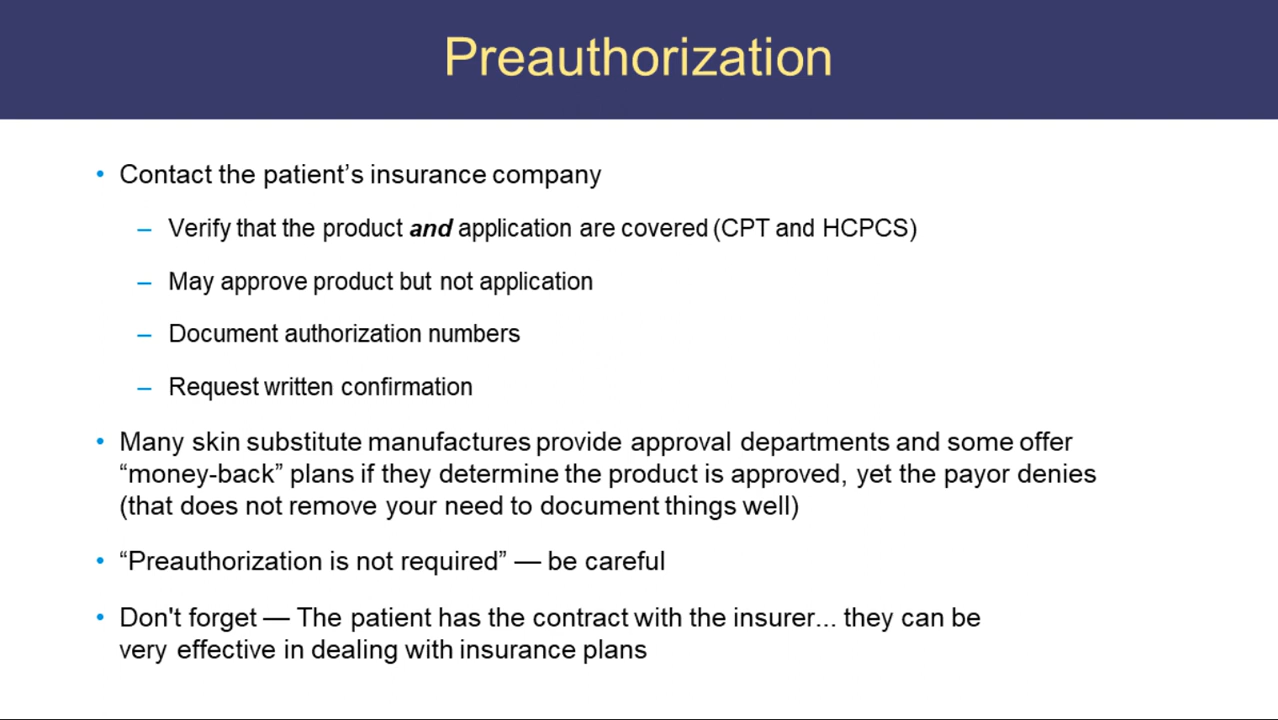 Preauthorization
• Contact the patient’s insurance company
– Verify that the product and application are covered (CPT and HCPCS)
– May approve product but not application
– Document authorization numbers
– Request written confirmation
• Many skin substitute manufactures provide approval departments and some offer
“money-back” plans if they determine the product is approved, yet the payor denies
(that does not remove your need to document things well)
• “Preauthorization is not required” — be careful
• Don't forget — The patient has the contract with the insurer... they can be
very effective in dealing with insurance plans